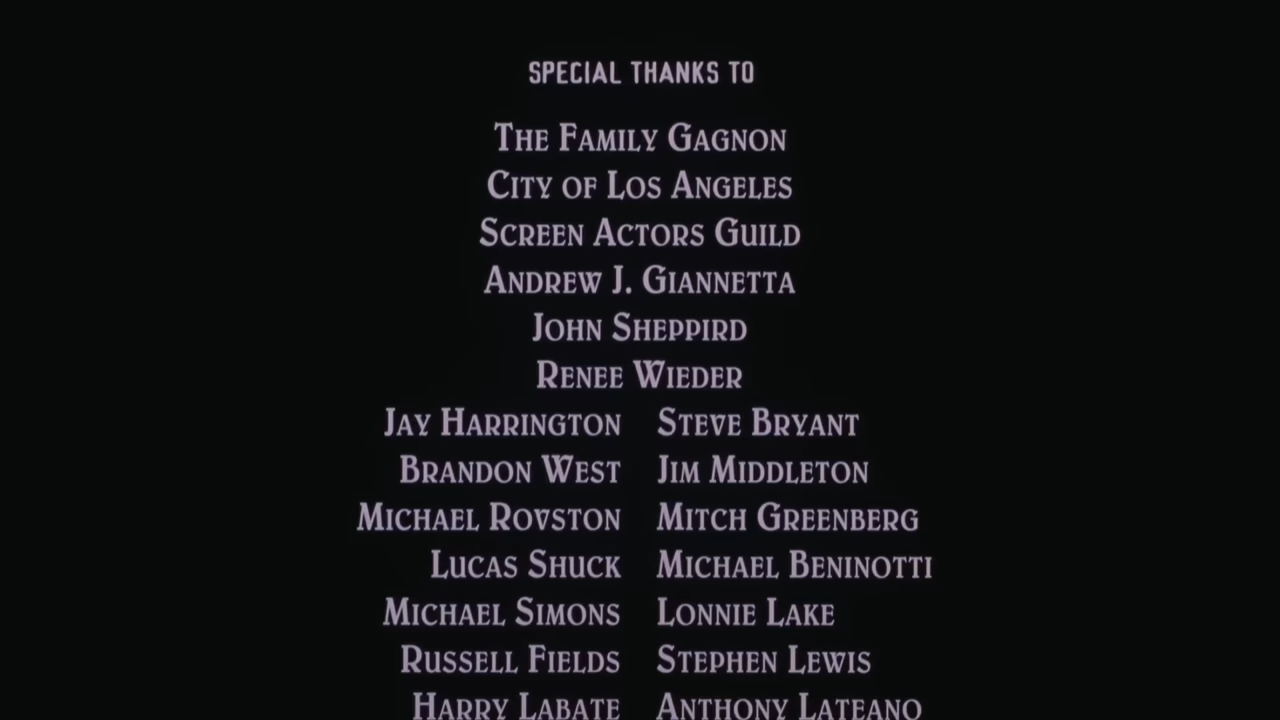 SPECIAL THANKS TO
THE FAMILY GAGNON
CITY OF LOS ANGELES
SCREEN ACTORS GUILD
ANDREW J. GIANNETTA
JOHN SHEPPIRD
RENEE WIEDER
JAY HARRINGTON STEVE BRYANT
BRANDON WEST JIM MIDDLETON
MICHAEL ROVSTON MITCH GREENBERG
LUCAS SHUCK MICHAEL BENINOTTI
MICHAEL SIMONS LONNIE LAKE
RUSSELL FIELDS STEPHEN LEWIS
HARRY LABATE ANTHONY LATEANO